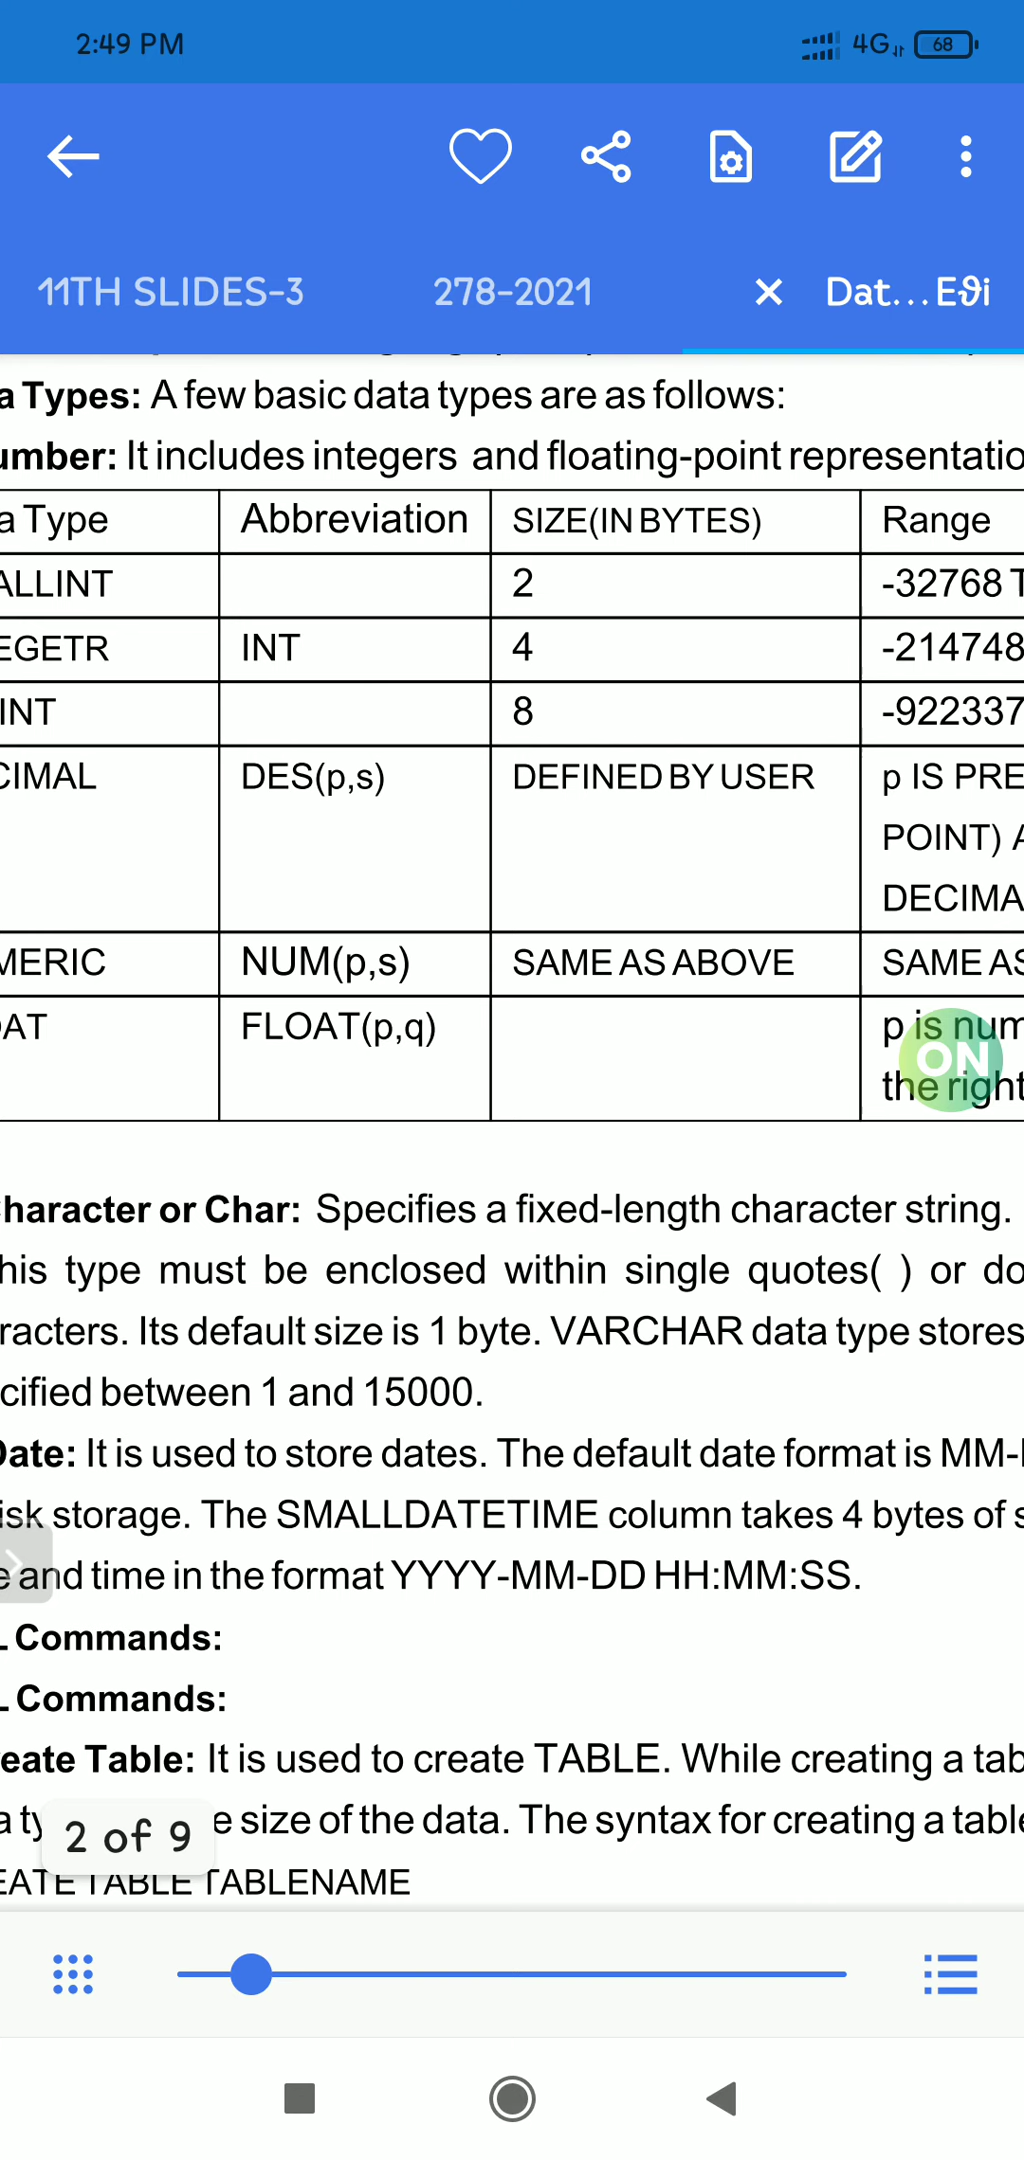 2:49 PM 4G 68
11TH SLIDES-3 278-2021 Dat...Eϑi
a Types: A few basic data types are as follows:
umber: It includes integers and floating-point representatio
a Type Abbreviation SIZE(IN BYTES) Range
ALLINT 2 -32768 T
EGETR INT 4 -214748
INT 8 -922337
CIMAL DES(p,s) DEFINED BY USER p IS PRE
POINT) A
DECIMA
MERIC NUM(p,s) SAME AS ABOVE SAME AS
OAT FLOAT(p,q) p is num
ON
the right
haracter or Char: Specifies a fixed-length character string.
his type must be enclosed within single quotes( ) or do
racters. Its default size is 1 byte. VARCHAR data type stores
cified between 1 and 15000.
Date: It is used to store dates. The default date format is MM-
isk storage. The SMALLDATETIME column takes 4 bytes of s
e and time in the format YYYY-MM-DD HH:MM:SS.
L Commands:
L Commands:
eate Table: It is used to create TABLE. While creating a tab
a ty e size of the data. The syntax for creating a table
2 of 9
EATE TABLE TABLENAME